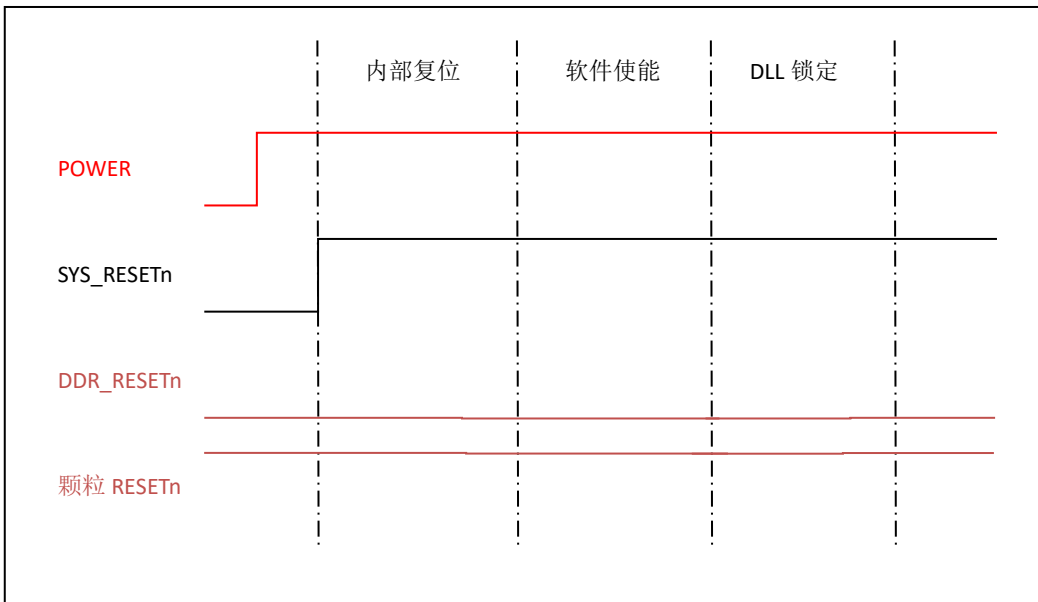 内部复位 软件使能 DLL 锁定
POWER
SYS_RESETn
DDR_RESETn
颗粒 RESETn